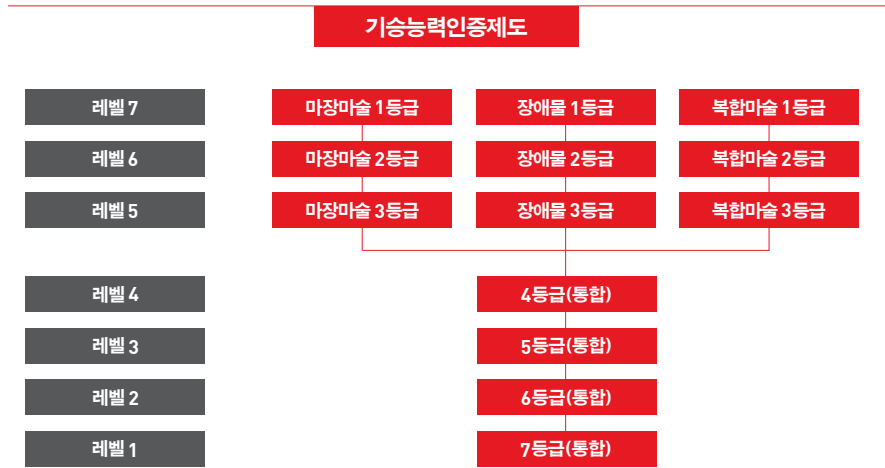 기승능력인증제도
레벨 7 마장마술 1등급 장애물 1등급 복합마술 1등급
레벨 6 마장마술 2등급 장애물 2등급 복합마술 2등급
레벨 5 마장마술 3등급 장애물 3등급 복합마술 3등급
레벨 4 4등급(통합)
레벨 3 5등급(통합)
레벨 2 6등급(통합)
레벨 1 7등급(통합)